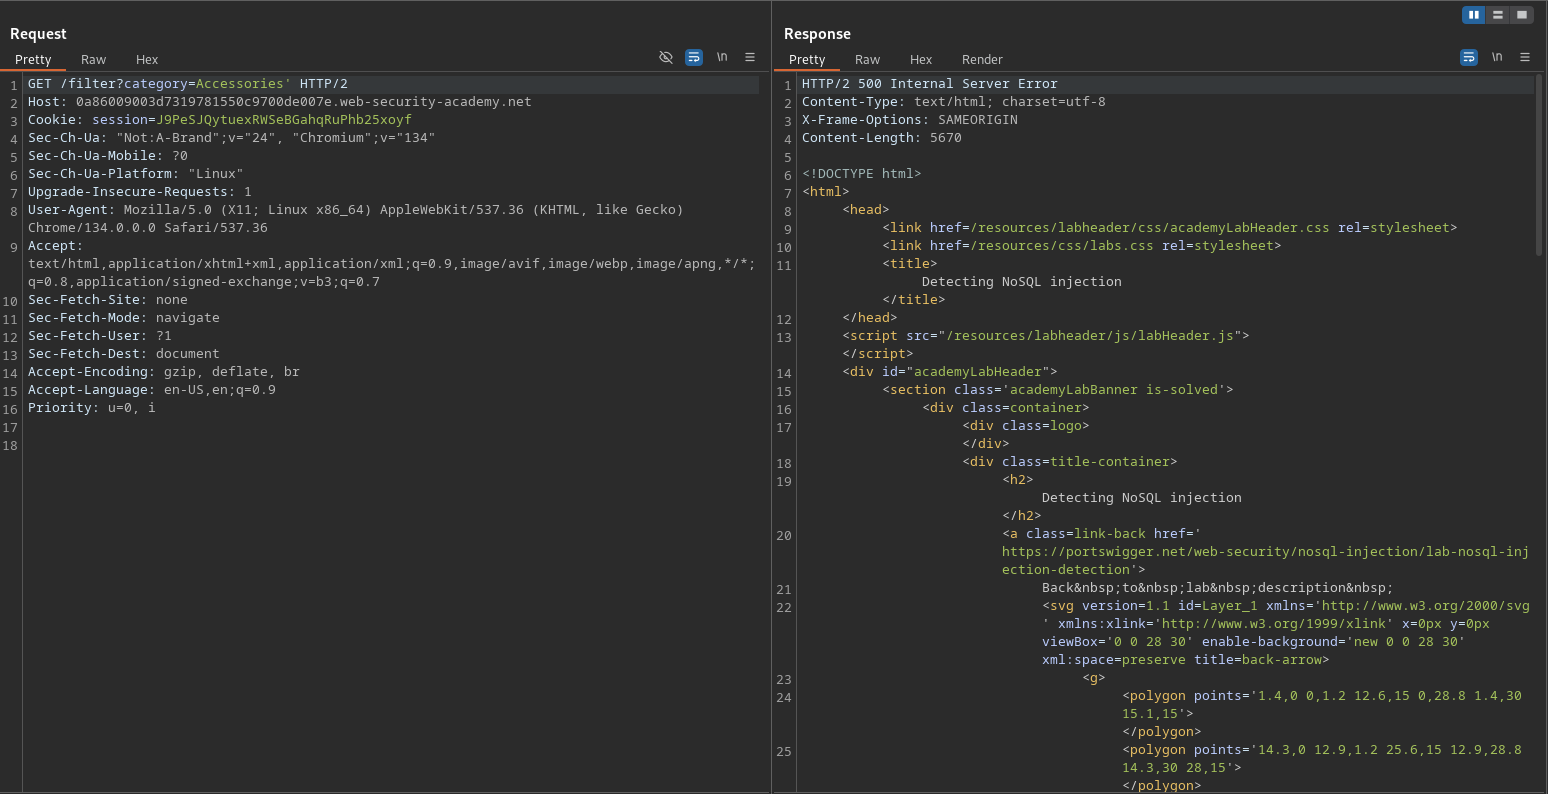 Request
Pretty Raw Hex \n
1 GET /filter?category=Accessories' HTTP/2
2 Host: 0a86009003d7319781550c9700de007e.web-security-academy.net
3 Cookie: session=J9PeSJQytuexRWSeBGahqRuPhb25xoyf
4 Sec-Ch-Ua: "Not:A-Brand";v="24", "Chromium";v="134"
5 Sec-Ch-Ua-Mobile: ?0
6 Sec-Ch-Ua-Platform: "Linux"
7 Upgrade-Insecure-Requests: 1
8 User-Agent: Mozilla/5.0 (X11; Linux x86_64) AppleWebKit/537.36 (KHTML, like Gecko)
Chrome/134.0.0.0 Safari/537.36
9 Accept:
text/html,application/xhtml+xml,application/xml;q=0.9,image/avif,image/webp,image/apng,*/*;
q=0.8,application/signed-exchange;v=b3;q=0.7
10 Sec-Fetch-Site: none
11 Sec-Fetch-Mode: navigate
12 Sec-Fetch-User: ?1
13 Sec-Fetch-Dest: document
14 Accept-Encoding: gzip, deflate, br
15 Accept-Language: en-US,en;q=0.9
16 Priority: u=0, i
17
18
Response
Pretty Raw Hex Render \n
1 HTTP/2 500 Internal Server Error
2 Content-Type: text/html; charset=utf-8
3 X-Frame-Options: SAMEORIGIN
4 Content-Length: 5670
5
6 <!DOCTYPE html>
7 <html>
8 <head>
9 <link href=/resources/labheader/css/academyLabHeader.css rel=stylesheet>
10 <link href=/resources/css/labs.css rel=stylesheet>
11 <title>
Detecting NoSQL injection
</title>
12 </head>
13 <script src="/resources/labheader/js/labHeader.js">
</script>
14 <div id="academyLabHeader">
15 <section class='academyLabBanner is-solved'>
16 <div class=container>
17 <div class=logo>
</div>
18 <div class=title-container>
19 <h2>
Detecting NoSQL injection
</h2>
20 <a class=link-back href='
https://portswigger.net/web-security/nosql-injection/lab-nosql-inj
ection-detection'>
21 Back&nbsp;to&nbsp;lab&nbsp;description&nbsp;
22 <svg version=1.1 id=Layer_1 xmlns='http://www.w3.org/2000/svg
' xmlns:xlink='http://www.w3.org/1999/xlink' x=0px y=0px
viewBox='0 0 28 30' enable-background='new 0 0 28 30'
xml:space=preserve title=back-arrow>
23 <g>
24 <polygon points='1.4,0 0,1.2 12.6,15 0,28.8 1.4,30
15.1,15'>
</polygon>
25 <polygon points='14.3,0 12.9,1.2 25.6,15 12.9,28.8
14.3,30 28,15'>
</polygon>